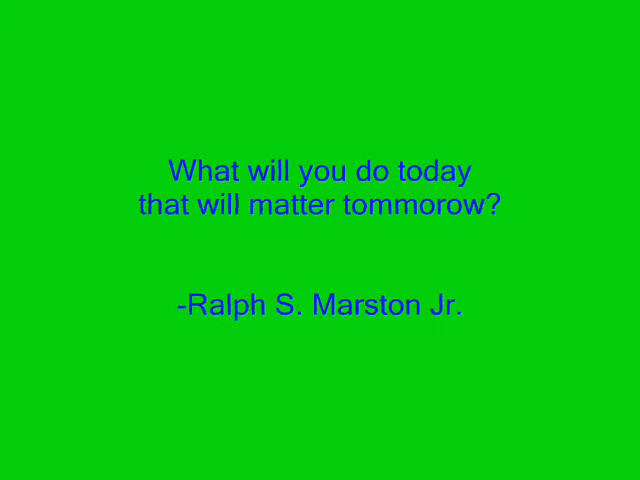 What will you do today
that will matter tommorow?
-Ralph S. Marston Jr.